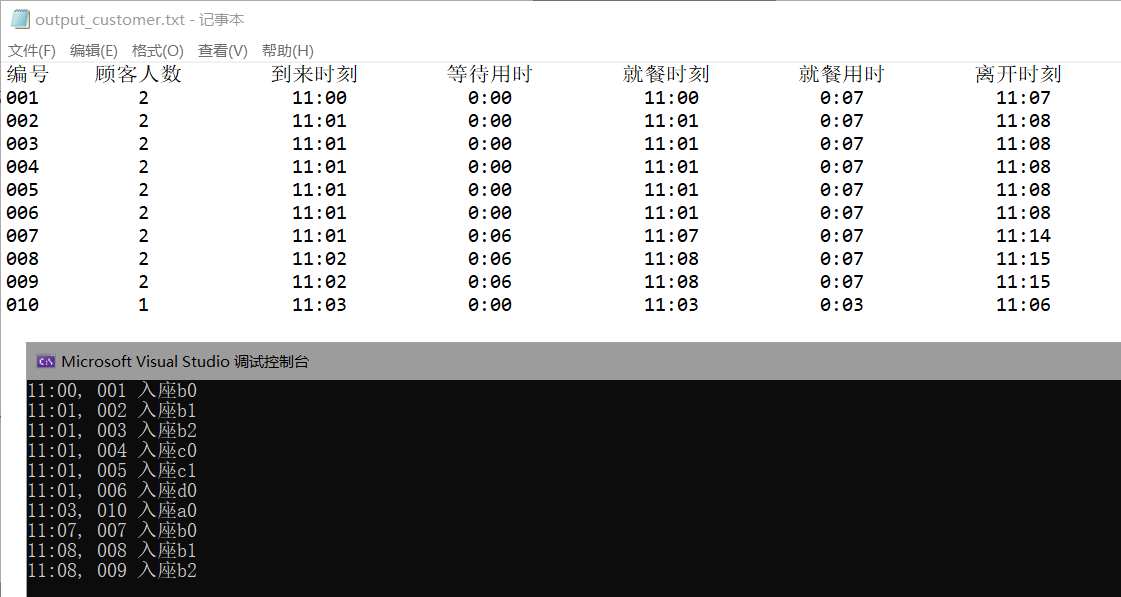 output_customer.txt - 记事本
文件(F) 编辑(E) 格式(O) 查看(V) 帮助(H)
编号 顾客人数 到来时刻 等待用时 就餐时刻 就餐用时 离开时刻
001 2 11:00 0:00 11:00 0:07 11:07
002 2 11:01 0:00 11:01 0:07 11:08
003 2 11:01 0:00 11:01 0:07 11:08
004 2 11:01 0:00 11:01 0:07 11:08
005 2 11:01 0:00 11:01 0:07 11:08
006 2 11:01 0:00 11:01 0:07 11:08
007 2 11:01 0:06 11:07 0:07 11:14
008 2 11:02 0:06 11:08 0:07 11:15
009 2 11:02 0:06 11:08 0:07 11:15
010 1 11:03 0:00 11:03 0:03 11:06
C:\ Microsoft Visual Studio 调试控制台
11:00, 001 入座b0
11:01, 002 入座b1
11:01, 003 入座b2
11:01, 004 入座c0
11:01, 005 入座c1
11:01, 006 入座d0
11:03, 010 入座a0
11:07, 007 入座b0
11:08, 008 入座b1
11:08, 009 入座b2